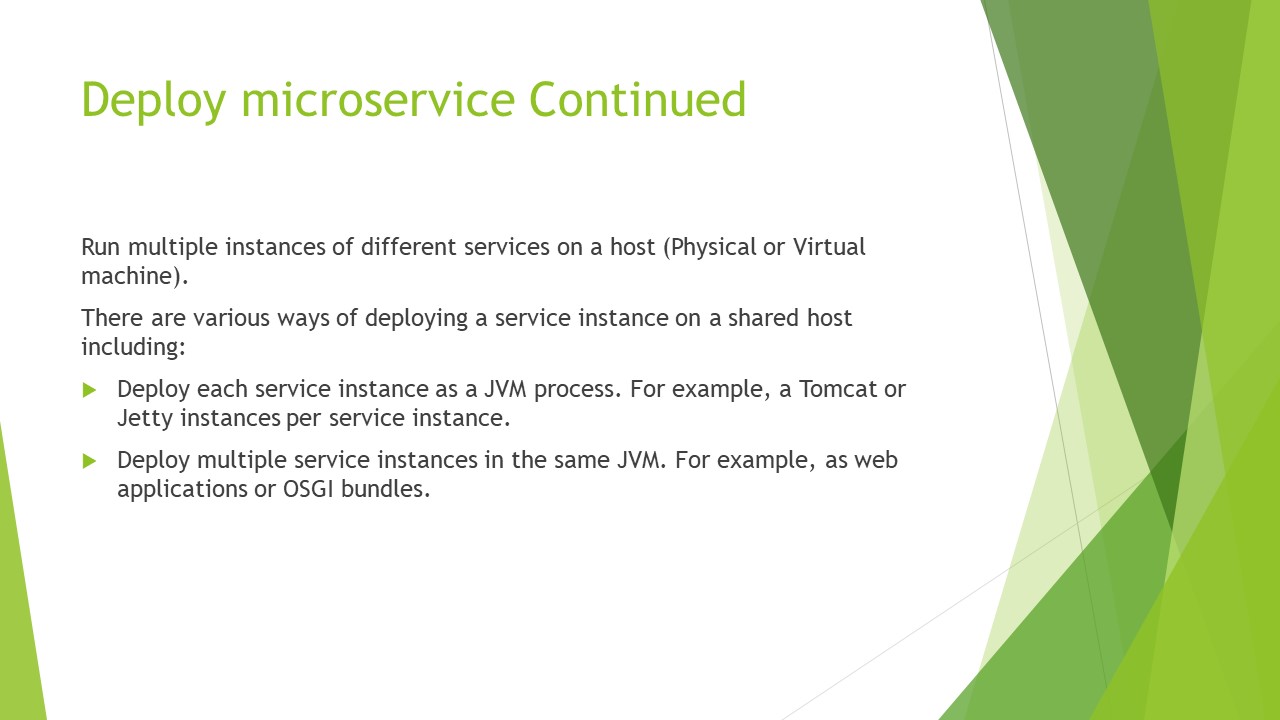 Deploy microservice Continued
Run multiple instances of different services on a host (Physical or Virtual
machine).
There are various ways of deploying a service instance on a shared host
including:
Deploy each service instance as a JVM process. For example, a Tomcat or
Jetty instances per service instance.
Deploy multiple service instances in the same JVM. For example, as web
applications or OSGI bundles.